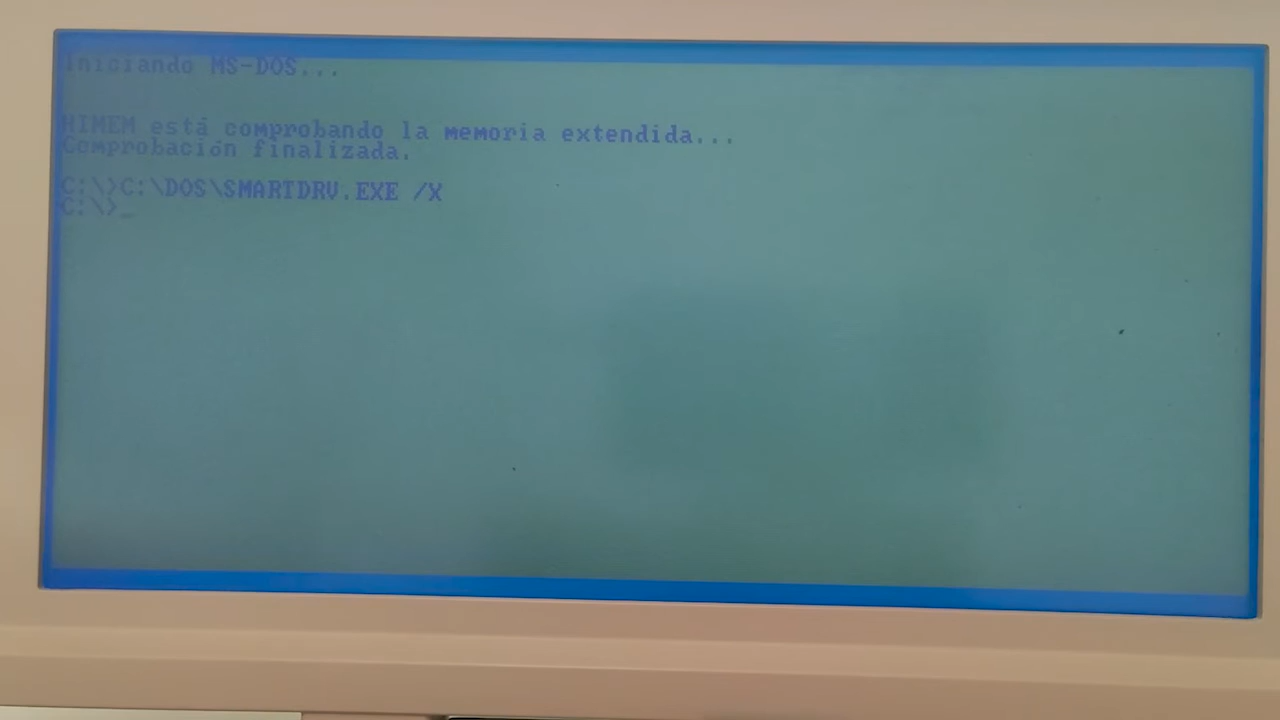 Iniciando MS-DOS...
HIMEM está comprobando la memoria extendida...
Comprobación finalizada.
C:\>C:\DOS\SMARTDRV.EXE /X
C:\>_